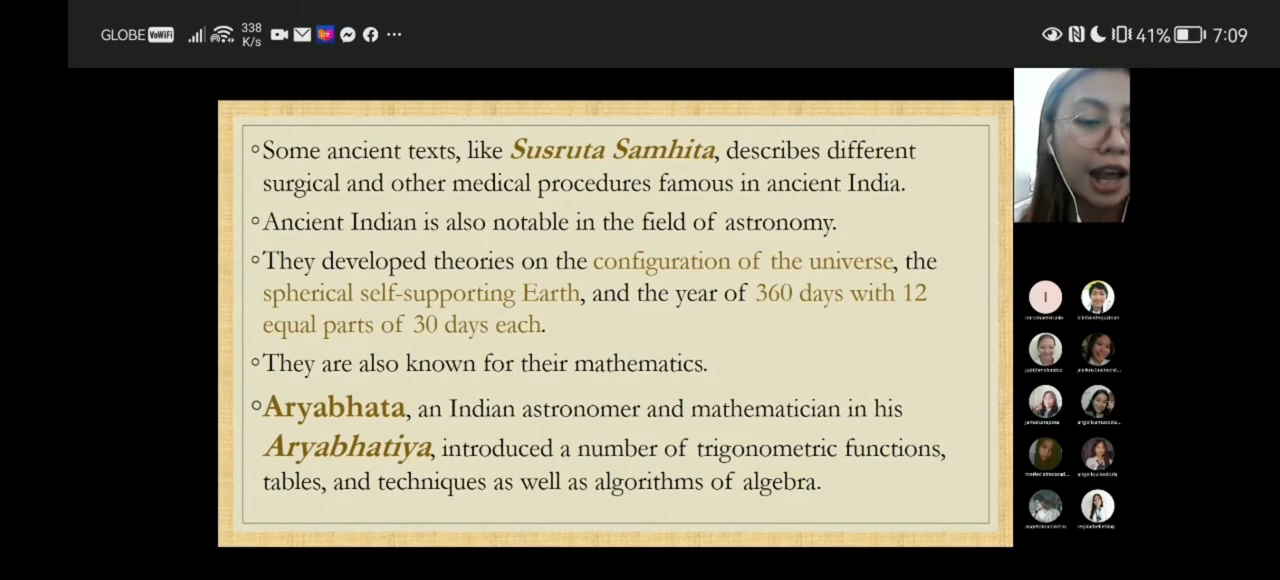 GLOBE VoWiFi 338 K/s 41% 7:09
◦Some ancient texts, like Susruta Samhita, describes different
surgical and other medical procedures famous in ancient India.
◦Ancient Indian is also notable in the field of astronomy.
◦They developed theories on the configuration of the universe, the
spherical self-supporting Earth, and the year of 360 days with 12
equal parts of 30 days each.
◦They are also known for their mathematics.
◦Aryabhata, an Indian astronomer and mathematician in his
Aryabhatiya, introduced a number of trigonometric functions,
tables, and techniques as well as algorithms of algebra.
I